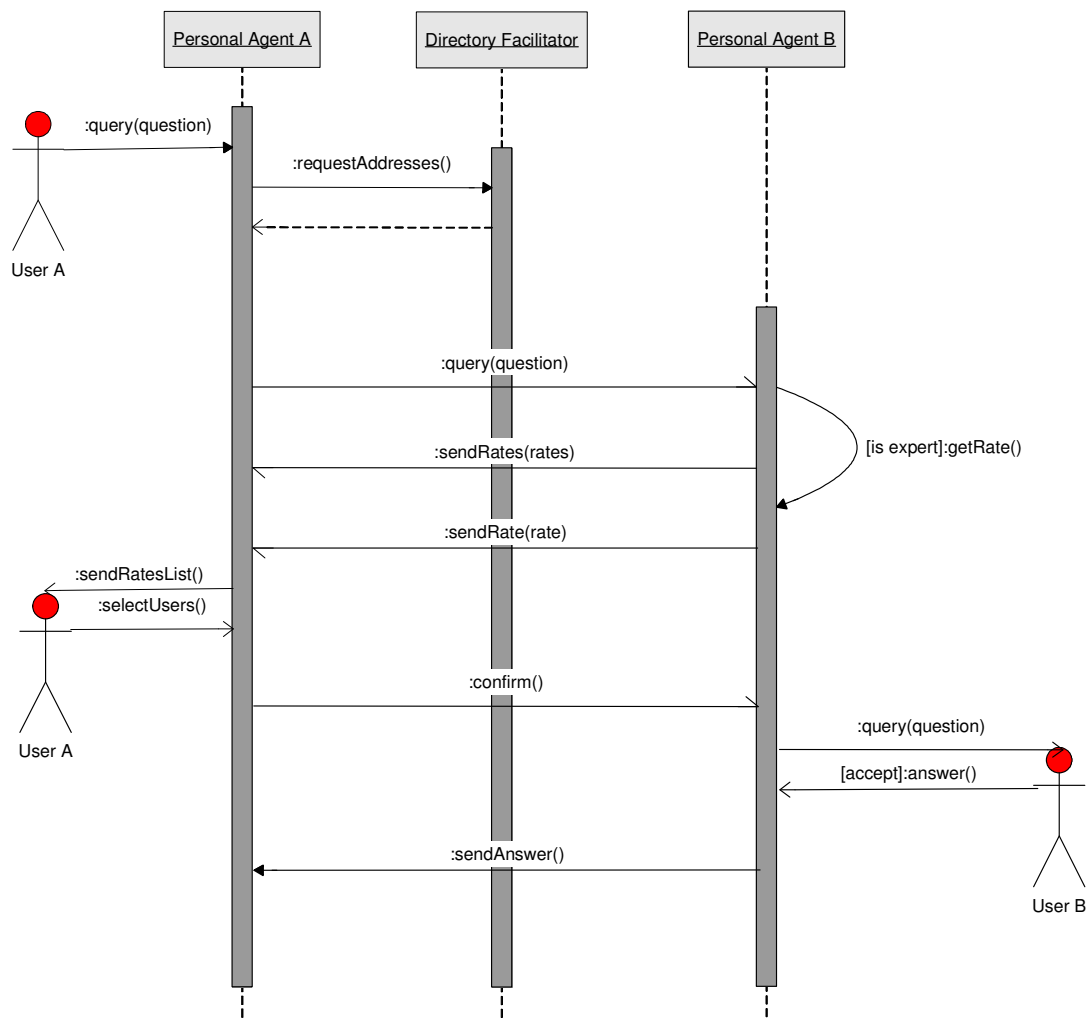 Personal Agent A
Directory Facilitator
Personal Agent B
:query(question)
:requestAddresses()
User A
:query(question)
[is expert]:getRate()
:sendRates(rates)
:sendRate(rate)
:sendRatesList()
:selectUsers()
:confirm()
User A
:query(question)
[accept]:answer()
:sendAnswer()
User B